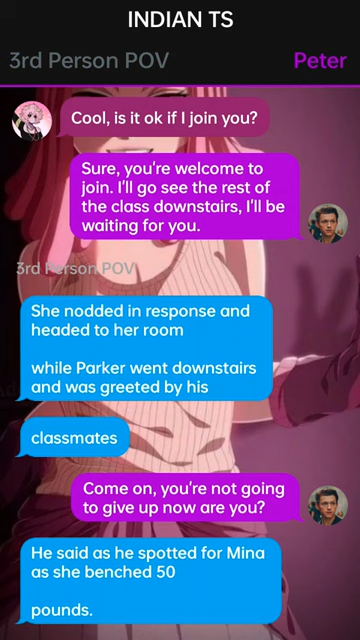 INDIAN TS
3rd Person POV
Peter
Cool, is it ok if I join you?
Sure, you're welcome to
join. I'll go see the rest of
the class downstairs, I'll be
waiting for you.
3rd Person POV
She nodded in response and
headed to her room
while Parker went downstairs
and was greeted by his
classmates
Come on, you're not going
to give up now are you?
He said as he spotted for Mina
as she benched 50
pounds.